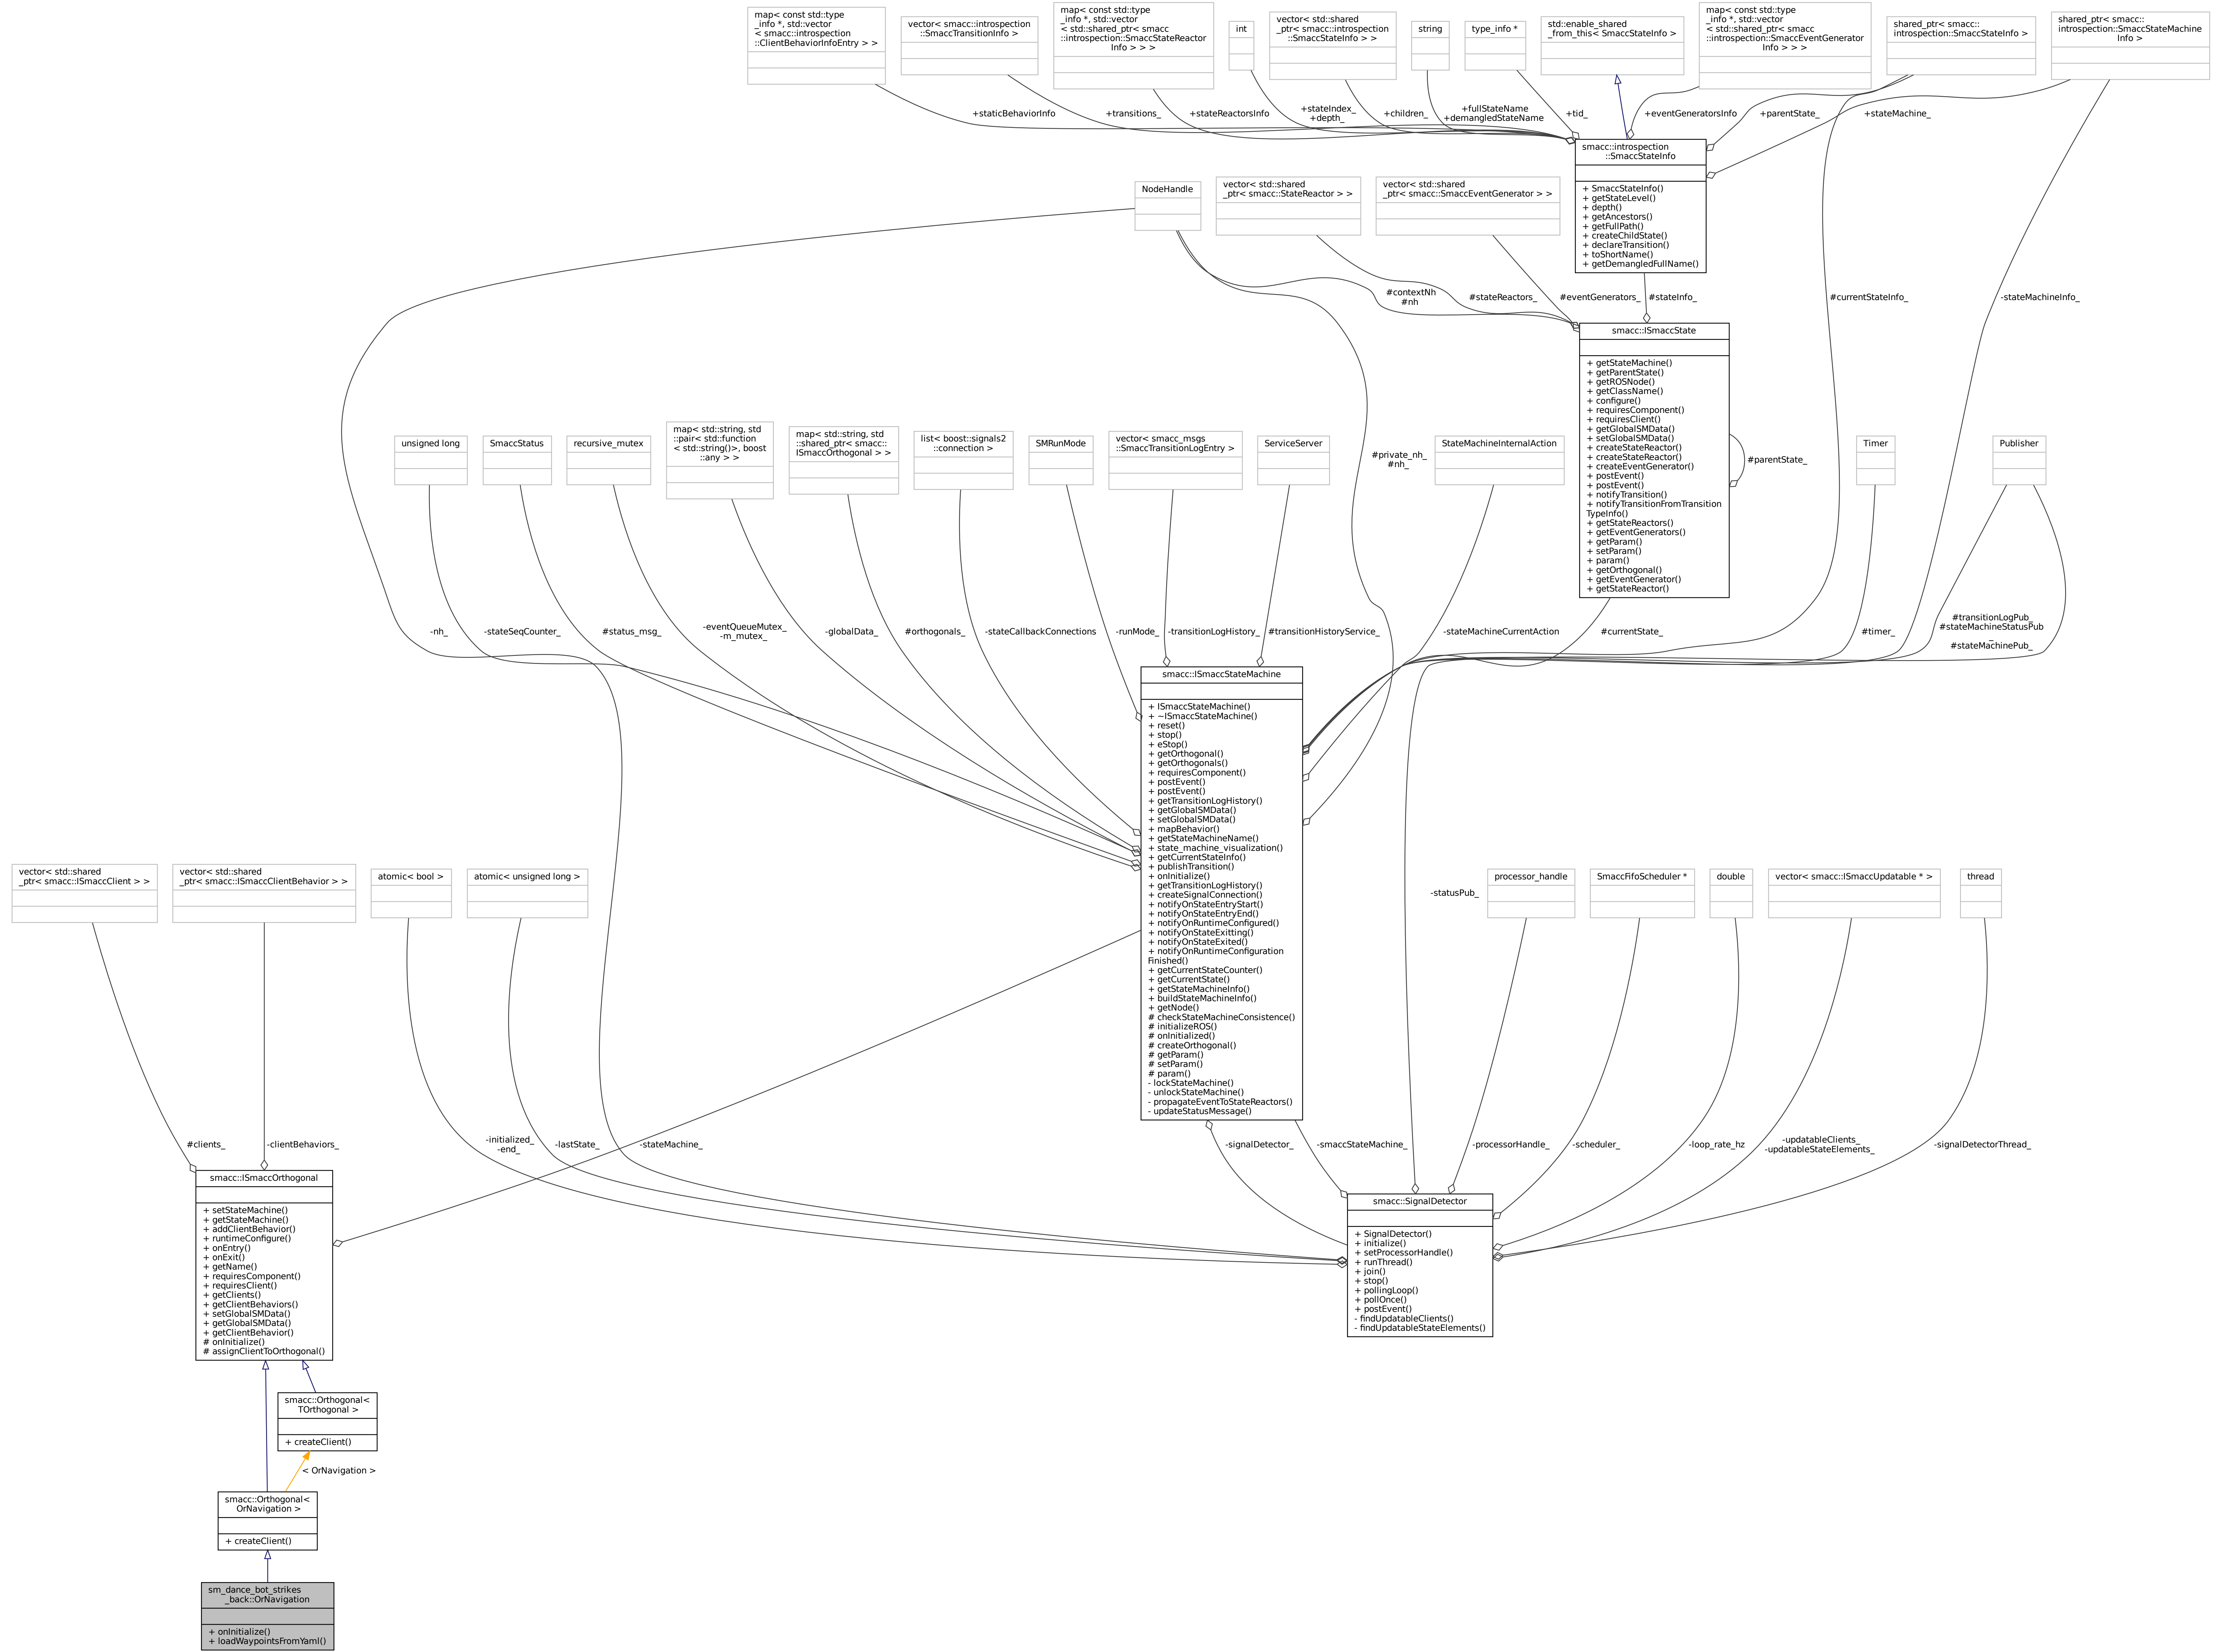 map< const std::type
_info *, std::vector
< smacc::introspection
::ClientBehaviorInfoEntry > >
vector< smacc::introspection
::SmaccTransitionInfo >
map< const std::type
_info *, std::vector
< std::shared_ptr< smacc
::introspection::SmaccStateReactor
Info > > >
int
vector< std::shared
_ptr< smacc::introspection
::SmaccStateInfo > >
string
type_info *
std::enable_shared
_from_this< SmaccStateInfo >
map< const std::type
_info *, std::vector
< std::shared_ptr< smacc
::introspection::SmaccEventGenerator
Info > > >
shared_ptr< smacc::
introspection::SmaccStateInfo >
shared_ptr< smacc::
introspection::SmaccStateMachine
Info >
+staticBehaviorInfo
+transitions_
+stateReactorsInfo
+stateIndex_
+depth_
+children_
+fullStateName
+demangledStateName
+tid_
+eventGeneratorsInfo
+parentState_
+stateMachine_
smacc::introspection
::SmaccStateInfo
+ SmaccStateInfo()
+ getStateLevel()
+ depth()
+ getAncestors()
+ getFullPath()
+ createChildState()
+ declareTransition()
+ toShortName()
+ getDemangledFullName()
NodeHandle
vector< std::shared
_ptr< smacc::StateReactor > >
vector< std::shared
_ptr< smacc::SmaccEventGenerator > >
#contextNh
#nh
#stateReactors_
#eventGenerators_
#stateInfo_
#currentStateInfo_
-stateMachineInfo_
smacc::ISmaccState
+ getStateMachine()
+ getParentState()
+ getROSNode()
+ getClassName()
+ configure()
+ requiresComponent()
+ requiresClient()
+ getGlobalSMData()
+ setGlobalSMData()
+ createStateReactor()
+ createStateReactor()
+ createEventGenerator()
+ postEvent()
+ postEvent()
+ notifyTransition()
+ notifyTransitionFromTransition
TypeInfo()
+ getStateReactors()
+ getEventGenerators()
+ getParam()
+ setParam()
+ param()
+ getOrthogonal()
+ getEventGenerator()
+ getStateReactor()
#parentState_
unsigned long
SmaccStatus
recursive_mutex
map< std::string, std
::pair< std::function
< std::string()>, boost
::any > >
map< std::string, std
::shared_ptr< smacc::
ISmaccOrthogonal > >
list< boost::signals2
::connection >
SMRunMode
vector< smacc_msgs
::SmaccTransitionLogEntry >
ServiceServer
#private_nh_
#nh_
StateMachineInternalAction
Timer
Publisher
-nh_
-stateSeqCounter_
#status_msg_
-eventQueueMutex_
-m_mutex_
-globalData_
#orthogonals_
-stateCallbackConnections
-runMode_
-transitionLogHistory_
#transitionHistoryService_
-stateMachineCurrentAction
#currentState_
#timer_
#transitionLogPub_
#stateMachineStatusPub
_
#stateMachinePub_
smacc::ISmaccStateMachine
+ ISmaccStateMachine()
+ ~ISmaccStateMachine()
+ reset()
+ stop()
+ eStop()
+ getOrthogonal()
+ getOrthogonals()
+ requiresComponent()
+ postEvent()
+ postEvent()
+ getTransitionLogHistory()
+ getGlobalSMData()
+ setGlobalSMData()
+ mapBehavior()
+ getStateMachineName()
+ state_machine_visualization()
+ getCurrentStateInfo()
+ publishTransition()
+ onInitialize()
+ getTransitionLogHistory()
+ createSignalConnection()
+ notifyOnStateEntryStart()
+ notifyOnStateEntryEnd()
+ notifyOnRuntimeConfigured()
+ notifyOnStateExitting()
+ notifyOnStateExited()
+ notifyOnRuntimeConfiguration
Finished()
+ getCurrentStateCounter()
+ getCurrentState()
+ getStateMachineInfo()
+ buildStateMachineInfo()
+ getNode()
# checkStateMachineConsistence()
# initializeROS()
# onInitialized()
# createOrthogonal()
# getParam()
# setParam()
# param()
- lockStateMachine()
- unlockStateMachine()
- propagateEventToStateReactors()
- updateStatusMessage()
vector< std::shared
_ptr< smacc::ISmaccClient > >
vector< std::shared
_ptr< smacc::ISmaccClientBehavior > >
atomic< bool >
atomic< unsigned long >
-statusPub_
processor_handle
SmaccFifoScheduler *
double
vector< smacc::ISmaccUpdatable * >
thread
#clients_
-clientBehaviors_
-initialized_
-end_
-lastState_
-stateMachine_
-signalDetector_
-smaccStateMachine_
-processorHandle_
-scheduler_
-loop_rate_hz
-updatableClients_
-updatableStateElements_
-signalDetectorThread_
smacc::ISmaccOrthogonal
+ setStateMachine()
+ getStateMachine()
+ addClientBehavior()
+ runtimeConfigure()
+ onEntry()
+ onExit()
+ getName()
+ requiresComponent()
+ requiresClient()
+ getClients()
+ getClientBehaviors()
+ setGlobalSMData()
+ getGlobalSMData()
+ getClientBehavior()
# onInitialize()
# assignClientToOrthogonal()
smacc::SignalDetector
+ SignalDetector()
+ initialize()
+ setProcessorHandle()
+ runThread()
+ join()
+ stop()
+ pollingLoop()
+ pollOnce()
+ postEvent()
- findUpdatableClients()
- findUpdatableStateElements()
smacc::Orthogonal<
TOrthogonal >
+ createClient()
< OrNavigation >
smacc::Orthogonal<
OrNavigation >
+ createClient()
sm_dance_bot_strikes
_back::OrNavigation
+ onInitialize()
+ loadWaypointsFromYaml()